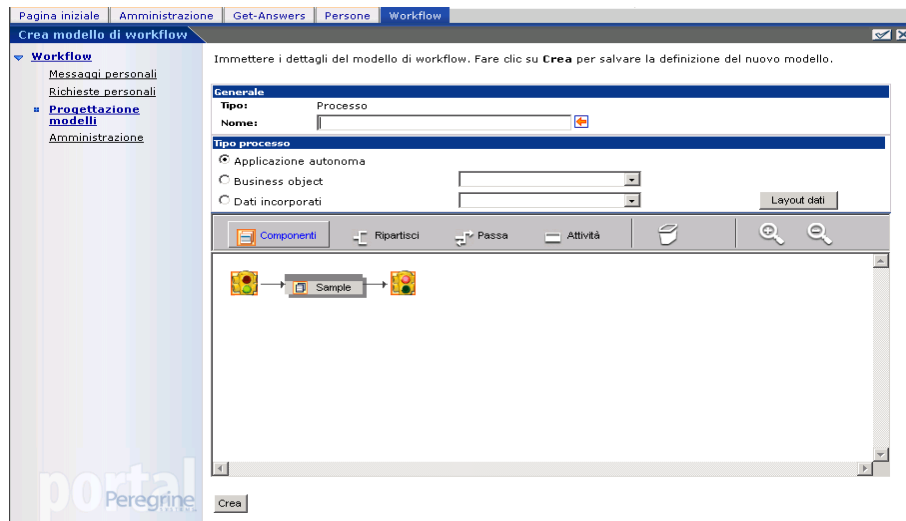 Pagina iniziale Amministrazione Get-Answers Persone Workflow
Crea modello di workflow
Workflow
Messaggi personali
Richieste personali
Progettazione
modelli
Amministrazione
Immettere i dettagli del modello di workflow. Fare clic su Crea per salvare la definizione del nuovo modello.
Generale
Tipo: Processo
Nome:
Tipo processo
Applicazione autonoma
Business object
Dati incorporati
Layout dati
Componenti Ripartisci Passa Attività
Sample
portal
Peregrine
Crea